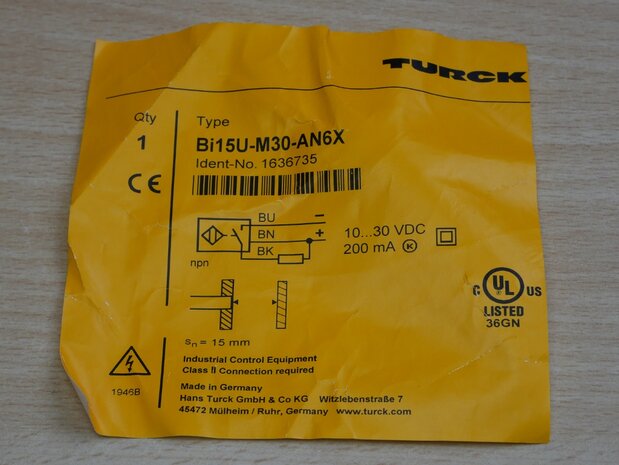 TURCK
Qty
1
Type
Bi15U-M30-AN6X
Ident-No. 1636735
CE
BU −
BN +
BK
npn
10...30 VDC
200 mA K
C UL US
LISTED
36GN
sn = 15 mm
Industrial Control Equipment
Class II Connection required
1946B
Made in Germany
Hans Turck GmbH & Co KG Witzlebenstraße 7
45472 Mülheim / Ruhr, Germany www.turck.com